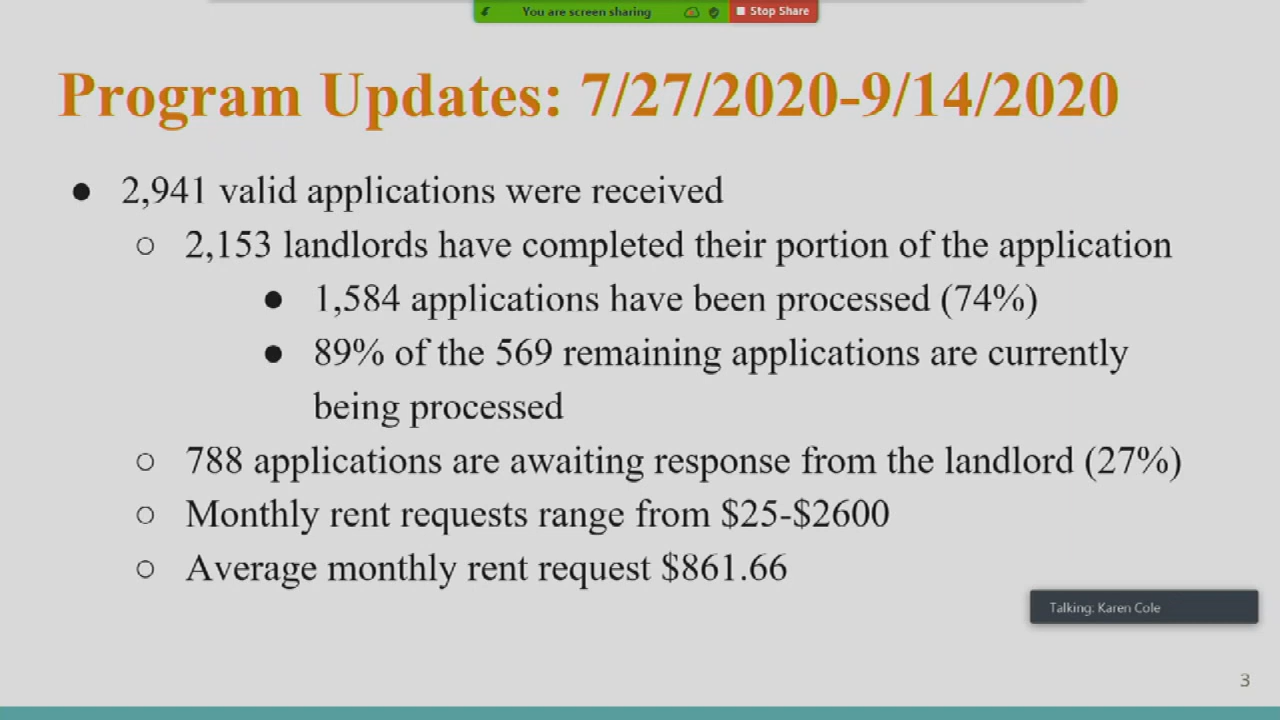 You are screen sharing Stop Share
Program Updates: 7/27/2020-9/14/2020
● 2,941 valid applications were received
○ 2,153 landlords have completed their portion of the application
● 1,584 applications have been processed (74%)
● 89% of the 569 remaining applications are currently
being processed
○ 788 applications are awaiting response from the landlord (27%)
○ Monthly rent requests range from $25-$2600
○ Average monthly rent request $861.66
Talking: Karen Cole
3